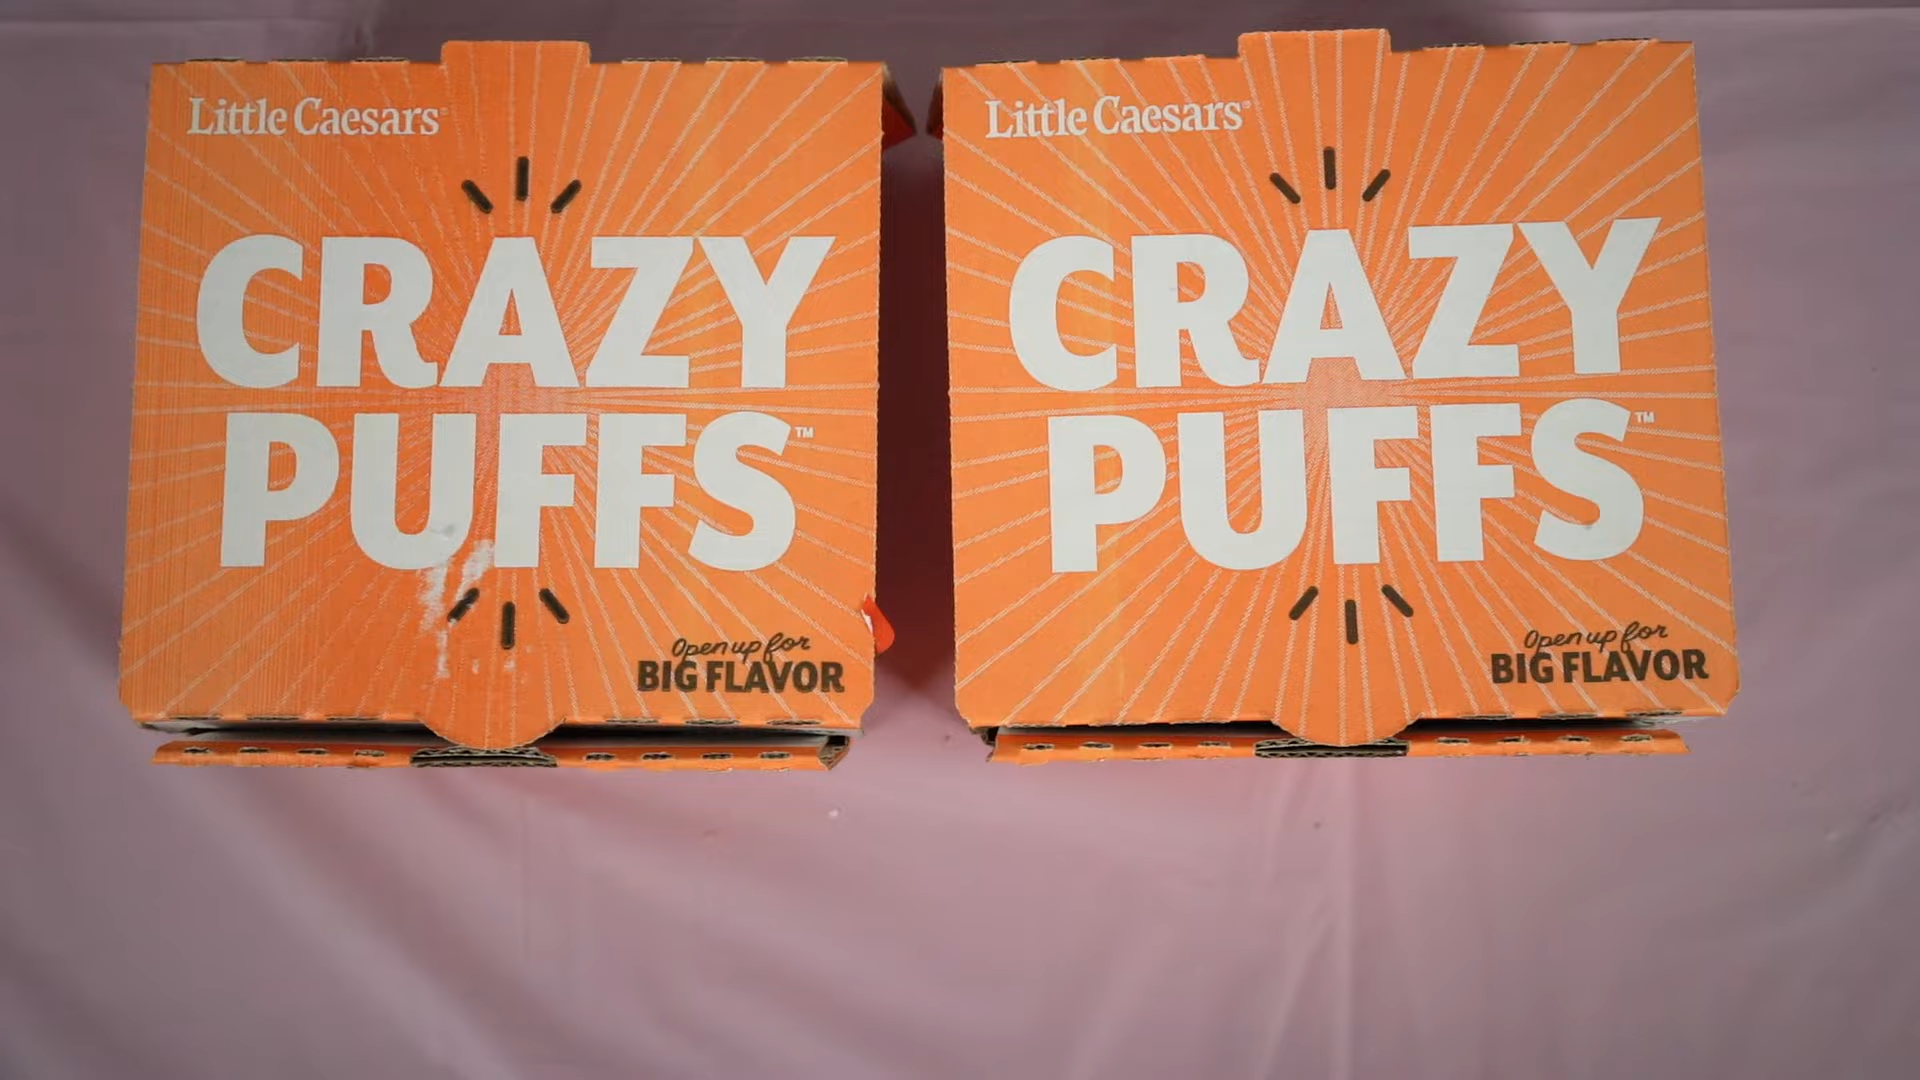 Little Caesars®
CRAZY
PUFFS™
Open up for
BIG FLAVOR
Little Caesars®
CRAZY
PUFFS™
Open up for
BIG FLAVOR